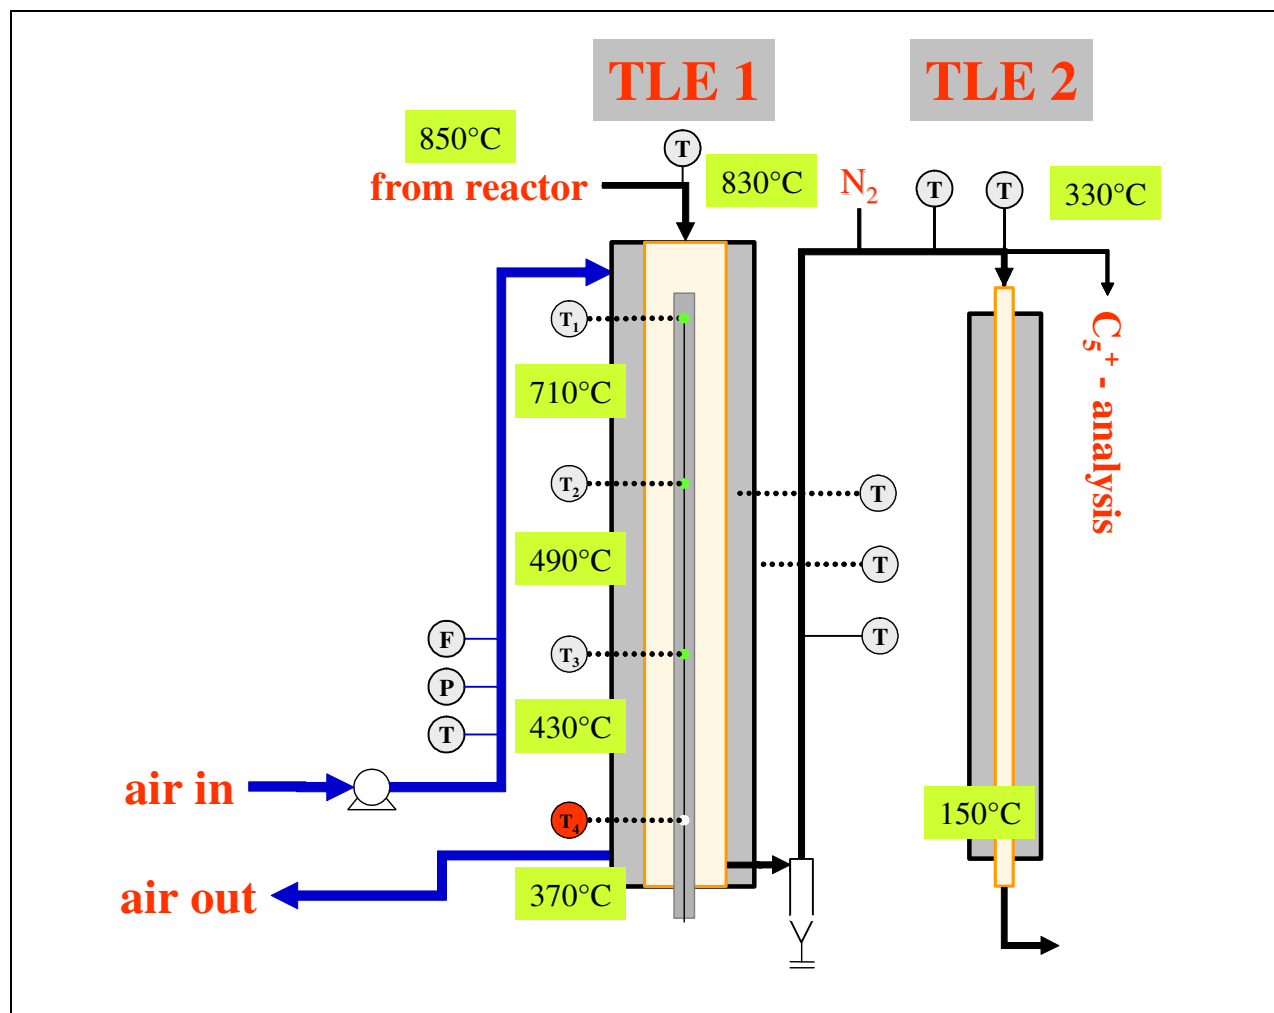 TLE 1
TLE 2
850°C
from reactor
T
830°C
N₂
T
T
330°C
T₁
710°C
T₂
490°C
T₃
430°C
T₄
370°C
F
P
T
air in
air out
T
T
T
150°C
C₅⁺ - analysis